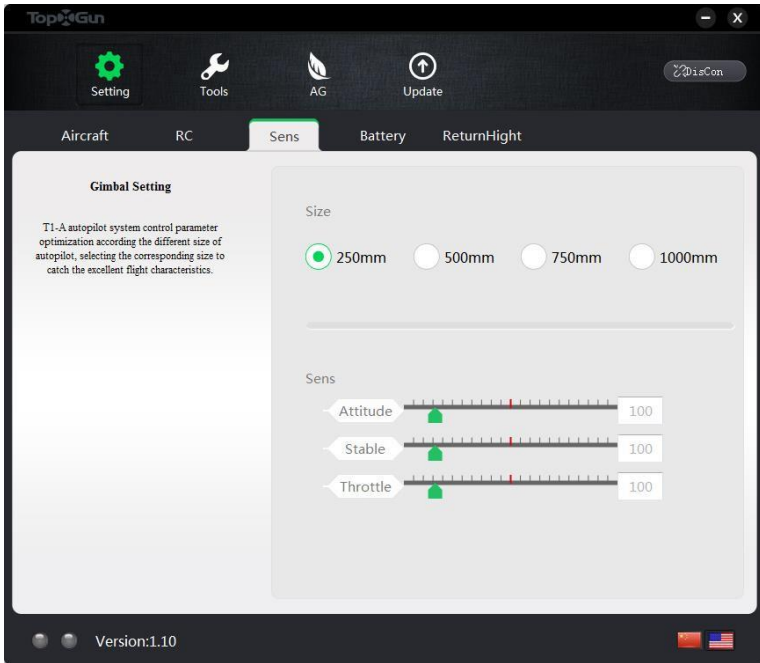 TopXGun
X
Setting Tools AG Update
DisCon
Aircraft RC Sens Battery ReturnHight
Gimbal Setting
T1-A autopilot system control parameter
optimization according the different size of
autopilot, selecting the corresponding size to
catch the excellent flight characteristics.
Size
250mm 500mm 750mm 1000mm
Sens
Attitude 100
Stable 100
Throttle 100
Version:1.10